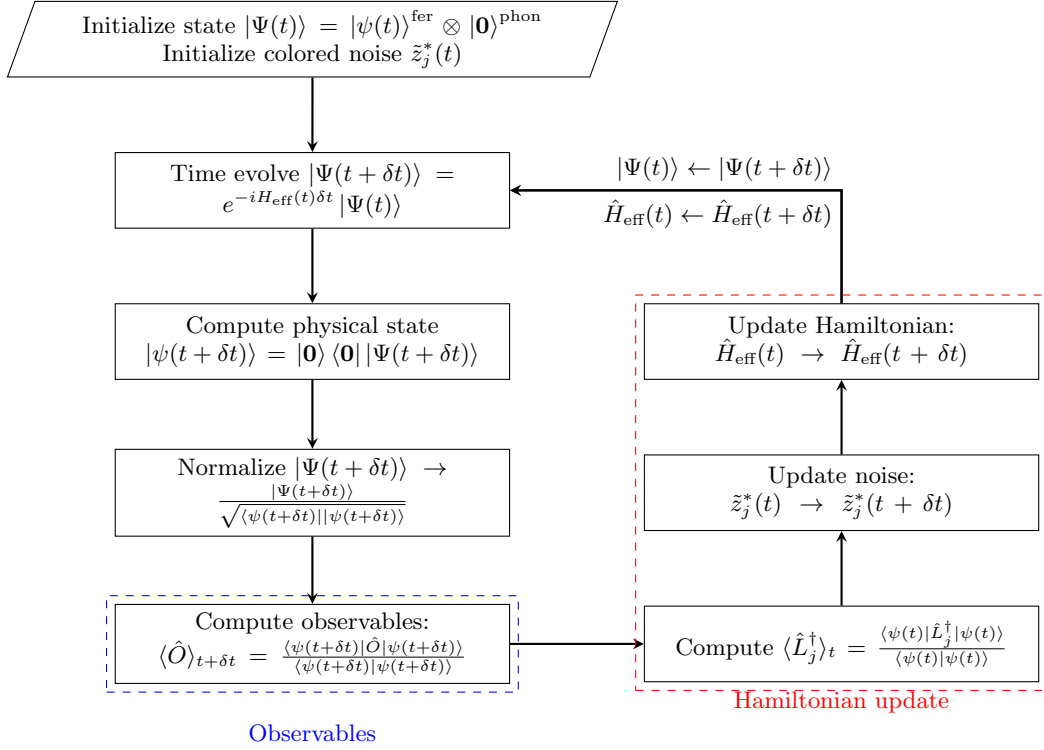 Initialize state |Ψ(t)⟩ = |ψ(t)⟩^fer ⊗ |𝟎⟩^phon
Initialize colored noise z̃*_j(t)
Time evolve |Ψ(t + δt)⟩ =
e^{−iH_eff(t)δt} |Ψ(t)⟩
Compute physical state
|ψ(t + δt)⟩ = |𝟎⟩ ⟨𝟎| |Ψ(t + δt)⟩
Normalize |Ψ(t + δt)⟩ →
|Ψ(t+δt)⟩ / √⟨ψ(t+δt)||ψ(t+δt)⟩
Compute observables:
⟨Ô⟩_{t+δt} = ⟨ψ(t+δt)|Ô|ψ(t+δt)⟩ / ⟨ψ(t+δt)|ψ(t+δt)⟩
Observables
|Ψ(t)⟩ ← |Ψ(t + δt)⟩
Ĥ_eff(t) ← Ĥ_eff(t + δt)
Update Hamiltonian:
Ĥ_eff(t) → Ĥ_eff(t + δt)
Update noise:
z̃*_j(t) → z̃*_j(t + δt)
Compute ⟨L̂†_j⟩_t = ⟨ψ(t)|L̂†_j|ψ(t)⟩ / ⟨ψ(t)|ψ(t)⟩
Hamiltonian update